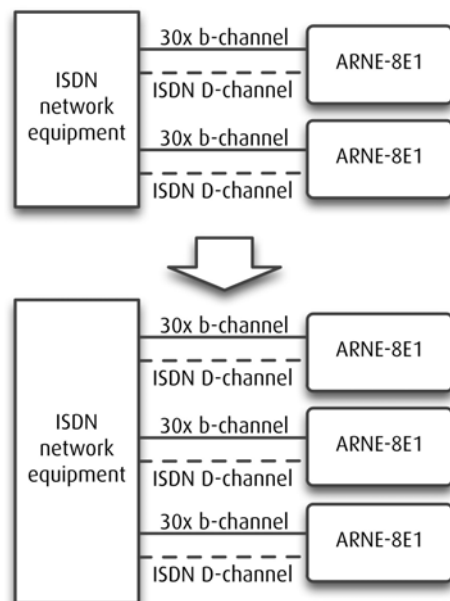 ISDN
network
equipment
30x b-channel
ISDN D-channel
ARNE-8E1
30x b-channel
ISDN D-channel
ARNE-8E1
ISDN
network
equipment
30x b-channel
ISDN D-channel
ARNE-8E1
30x b-channel
ISDN D-channel
ARNE-8E1
30x b-channel
ISDN D-channel
ARNE-8E1